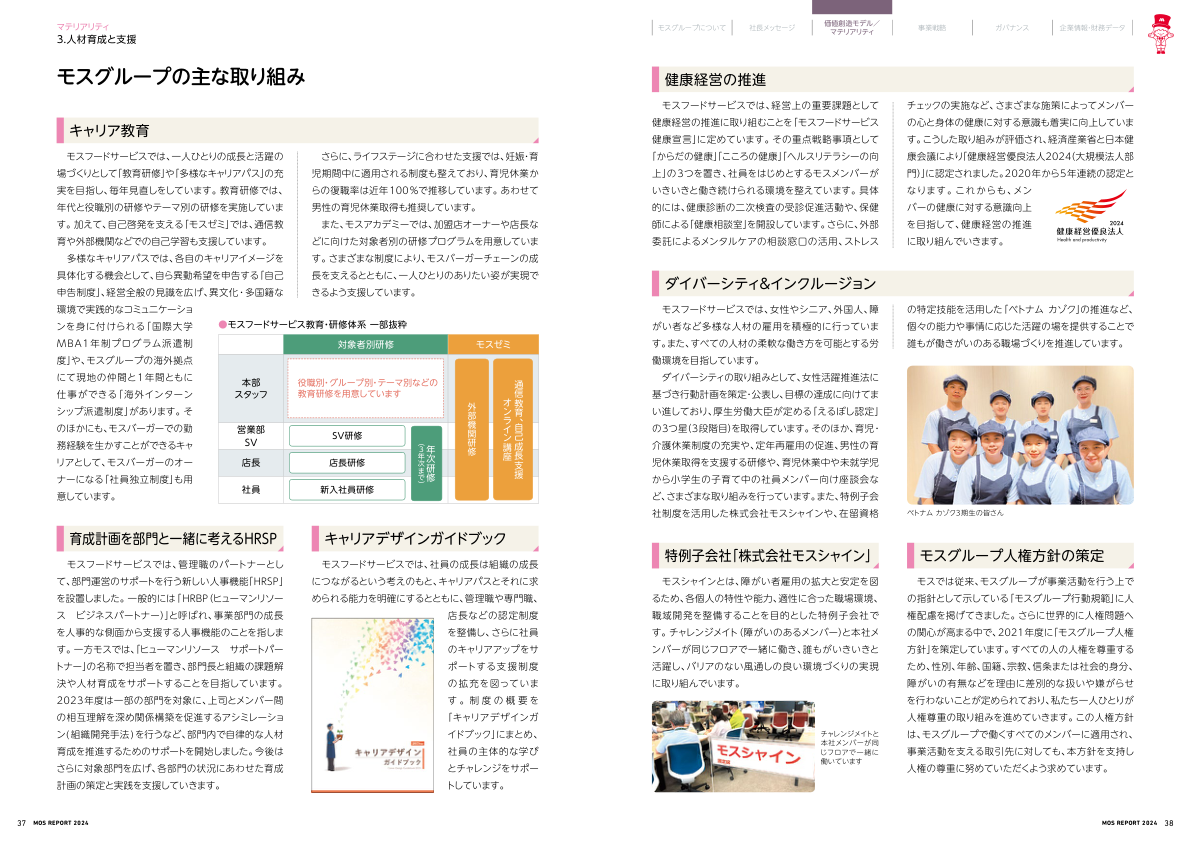 マテリアリティ
3.人材育成と支援
モスグループについて
社長メッセージ
価値創造モデル／
マテリアリティ
事業戦略
ガバナンス
企業情報・財務データ
モスグループの主な取り組み
キャリア教育
モスフードサービスでは、一人ひとりの成長と活躍の
場づくりとして「教育研修」や「多様なキャリアパス」の充
実を目指し、毎年見直しをしています。教育研修では、
年代と役職別の研修やテーマ別の研修を実施していま
す。加えて、自己啓発を支える「モスゼミ」では、通信教
育や外部機関などでの自己学習も支援しています。
多様なキャリアパスでは、各自のキャリアイメージを
具体化する機会として、自ら異動希望を申告する「自己
申告制度」、経営全般の見識を広げ、異文化・多国籍な
環境で実践的なコミュニケーショ
ンを身に付けられる「国際大学
MBA1年制プログラム派遣制
度」や、モスグループの海外拠点
にて現地の仲間と1年間ともに
仕事ができる「海外インターン
シップ派遣制度」があります。そ
のほかにも、モスバーガーでの勤
務経験を生かすことができるキャ
リアとして、モスバーガーのオー
ナーになる「社員独立制度」も用
意しています。
さらに、ライフステージに合わせた支援では、妊娠・育
児期間中に適用される制度も整えており、育児休業か
らの復職率は近年100％で推移しています。あわせて
男性の育児休業取得も推奨しています。
また、モスアカデミーでは、加盟店オーナーや店長な
どに向けた対象者別の研修プログラムを用意していま
す。さまざまな制度により、モスバーガーチェーンの成
長を支えるとともに、一人ひとりのありたい姿が実現で
きるよう支援しています。
●モスフードサービス教育・研修体系 一部抜粋
対象者別研修
モスゼミ
本部
スタッフ
役職別・グループ別・テーマ別などの
教育研修を用意しています
営業部
SV
SV研修
店長
店長研修
社員
新入社員研修
年次研修
（3年次まで）
外部機関研修
通信教育、自己成長支援
オンライン講座
育成計画を部門と一緒に考えるHRSP
モスフードサービスでは、管理職のパートナーとし
て、部門運営のサポートを行う新しい人事機能「HRSP」
を設置しました。一般的には「HRBP（ヒューマンリソー
ス　ビジネスパートナー）」と呼ばれ、事業部門の成長
を人事的な側面から支援する人事機能のことを指しま
す。一方モスでは、「ヒューマンリソース　サポートパー
トナー」の名称で担当者を置き、部門長と組織の課題解
決や人材育成をサポートすることを目指しています。
2023年度は一部の部門を対象に、上司とメンバー間
の相互理解を深め関係構築を促進するアシミレーショ
ン（組織開発手法）を行うなど、部門内で自律的な人材
育成を推進するためのサポートを開始しました。今後は
さらに対象部門を広げ、各部門の状況にあわせた育成
計画の策定と実践を支援していきます。
キャリアデザインガイドブック
モスフードサービスでは、社員の成長は組織の成長
につながるという考えのもと、キャリアパスとそれに求
められる能力を明確にするとともに、管理職や専門職、
店長などの認定制度
を整備し、さらに社員
のキャリアアップをサ
ポートする支援制度
の拡充を図っていま
す。制度の概要を
「キャリアデザインガ
イドブック」にまとめ、
社員の主体的な学び
とチャレンジをサポー
トしています。
キャリアデザイン
ガイドブック
健康経営の推進
モスフードサービスでは、経営上の重要課題として
健康経営の推進に取り組むことを「モスフードサービス
健康宣言」に定めています。その重点戦略事項として
「からだの健康」「こころの健康」「ヘルスリテラシーの向
上」の3つを置き、社員をはじめとするモスメンバーが
いきいきと働き続けられる環境を整えています。具体
的には、健康診断の二次検査の受診促進活動や、保健
師による「健康相談室」を開設しています。さらに、外部
委託によるメンタルケアの相談窓口の活用、ストレス
チェックの実施など、さまざまな施策によってメンバー
の心と身体の健康に対する意識も着実に向上していま
す。こうした取り組みが評価され、経済産業省と日本健
康会議により「健康経営優良法人2024（大規模法人部
門）」に認定されました。2020年から5年連続の認定と
なります。これからも、メン
バーの健康に対する意識向上
を目指して、健康経営の推進
に取り組んでいきます。
2024
健康経営優良法人
Health and productivity
ダイバーシティ&インクルージョン
モスフードサービスでは、女性やシニア、外国人、障
がい者など多様な人材の雇用を積極的に行っていま
す。また、すべての人材の柔軟な働き方を可能とする労
働環境を目指しています。
ダイバーシティの取り組みとして、女性活躍推進法に
基づき行動計画を策定・公表し、目標の達成に向けてま
い進しており、厚生労働大臣が定める「えるぼし認定」
の3つ星（3段階目）を取得しています。そのほか、育児・
介護休業制度の充実や、定年再雇用の促進、男性の育
児休業取得を支援する研修や、育児休業中や未就学児
から小学生の子育て中の社員メンバー向け座談会な
ど、さまざまな取り組みを行っています。また、特例子会
社制度を活用した株式会社モスシャインや、在留資格
の特定技能を活用した「ベトナム カゾク」の推進など、
個々の能力や事情に応じた活躍の場を提供することで
誰もが働きがいのある職場づくりを推進しています。
ベトナム カゾク3期生の皆さん
特例子会社「株式会社モスシャイン」
モスシャインとは、障がい者雇用の拡大と安定を図
るため、各個人の特性や能力、適性に合った職場環境、
職域開発を整備することを目的とした特例子会社で
す。チャレンジメイト（障がいのあるメンバー）と本社メ
ンバーが同じフロアで一緒に働き、誰もがいきいきと
活躍し、バリアのない風通しの良い環境づくりの実現
に取り組んでいます。
モスシャイン
チャレンジメイトと
本社メンバーが同
じフロアで一緒に
働いています
モスグループ人権方針の策定
モスでは従来、モスグループが事業活動を行う上で
の指針として示している「モスグループ行動規範」に人
権配慮を掲げてきました。さらに世界的に人権問題へ
の関心が高まる中で、2021年度に「モスグループ人権
方針」を策定しています。すべての人の人権を尊重する
ため、性別、年齢、国籍、宗教、信条または社会的身分、
障がいの有無などを理由に差別的な扱いや嫌がらせ
を行わないことが定められており、私たち一人ひとりが
人権尊重の取り組みを進めていきます。この人権方針
は、モスグループで働くすべてのメンバーに適用され、
事業活動を支える取引先に対しても、本方針を支持し
人権の尊重に努めていただくよう求めています。
37 MOS REPORT 2024
MOS REPORT 2024 38